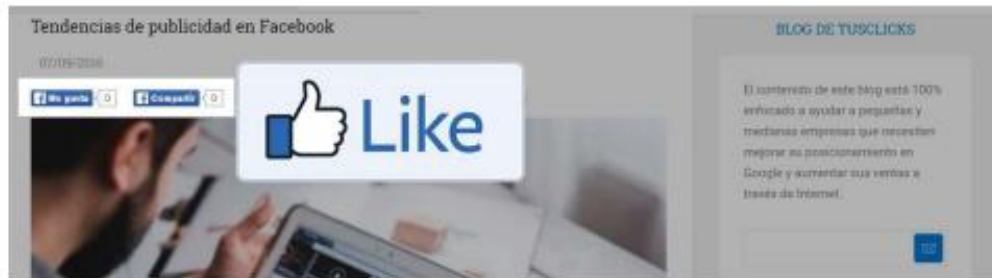 Tendencias de publicidad en Facebook
07/09/2016
Me gusta 0
Compartir 0
Like
BLOG DE TUSCLICKS
El contenido de este blog está 100%
enfocado a ayudar a pequeñas y
medianas empresas que necesiten
mejorar su posicionamiento en
Google y aumentar sus ventas a
través de Internet.